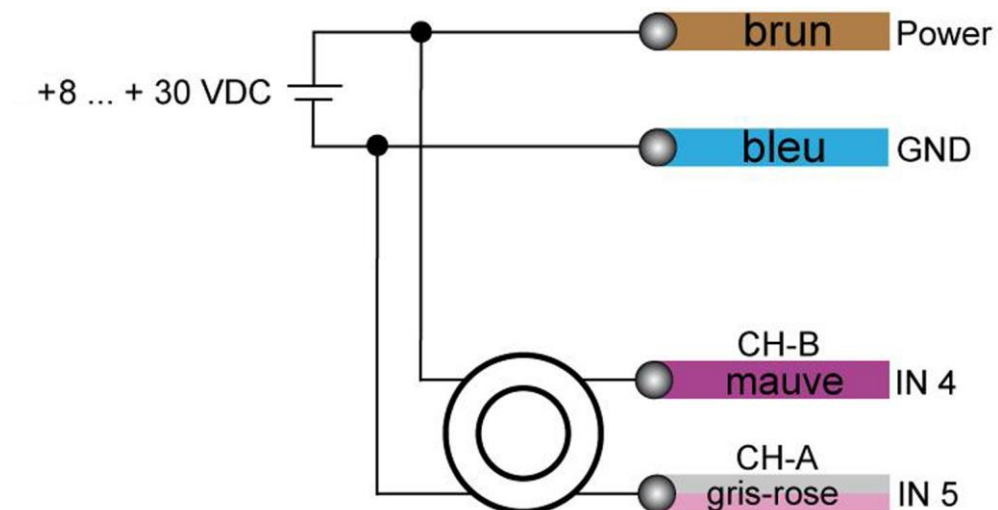 brun Power
+8 ... + 30 VDC
bleu GND
CH-B
mauve IN 4
CH-A
gris-rose IN 5